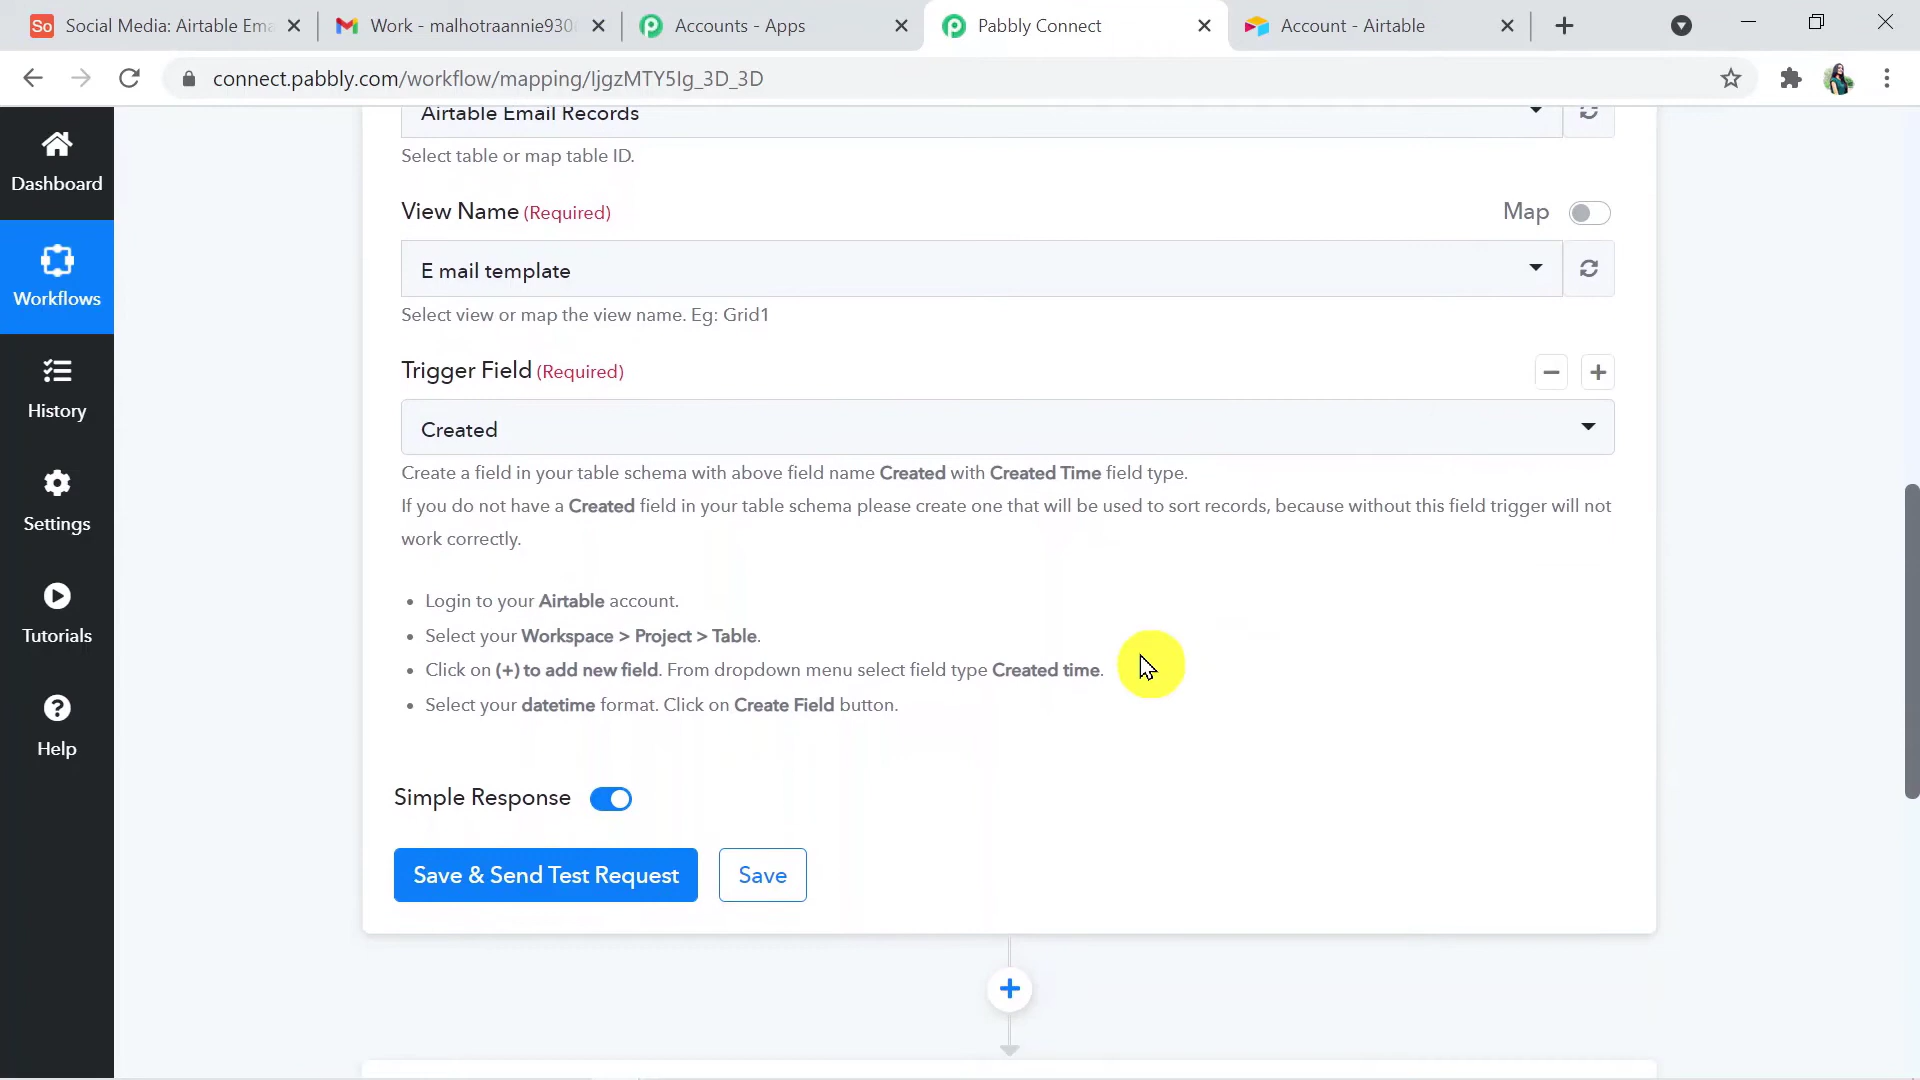 Social Media: Airtable Ema
Work - malhotraannie930
Accounts - Apps
Pabbly Connect
Account - Airtable
connect.pabbly.com/workflow/mapping/IjgzMTY5Ig_3D_3D
Dashboard
Workflows
History
Settings
Tutorials
Help
Airtable Email Records
Select table or map table ID.
View Name (Required)
Map
E mail template
Select view or map the view name. Eg: Grid1
Trigger Field (Required)
Created
Create a field in your table schema with above field name Created with Created Time field type.
If you do not have a Created field in your table schema please create one that will be used to sort records, because without this field trigger will not
work correctly.
• Login to your Airtable account.
• Select your Workspace > Project > Table.
• Click on (+) to add new field. From dropdown menu select field type Created time.
• Select your datetime format. Click on Create Field button.
Simple Response
Save & Send Test Request
Save